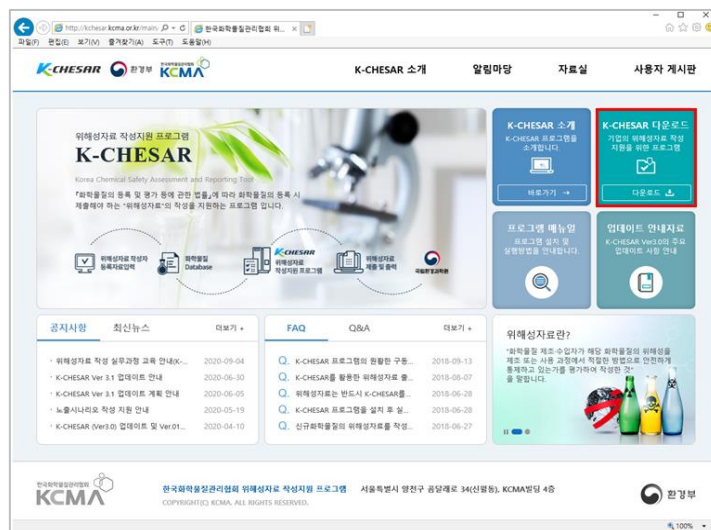 http://kchesar.kcma.or.kr/main
한국화학물질관리협회 위...
파일(F) 편집(E) 보기(V) 즐겨찾기(A) 도구(T) 도움말(H)
K-CHESAR 환경부 한국화학물질관리협회 KCMA
K-CHESAR 소개 알림마당 자료실 사용자 게시판
위해성자료 작성지원 프로그램
K-CHESAR
Korea Chemical Safety Assessment and Reporting Tool
『화학물질의 등록 및 평가 등에 관한 법률』에 따라 화학물질의 등록 시
제출해야 하는 "위해성자료"의 작성을 지원하는 프로그램 입니다.
위해성자료 작성자
등록자료입력
화학물질
Database
K-CHESAR
위해성자료
작성지원 프로그램
위해성자료
제출 및 출력
국립환경과학원
K-CHESAR 소개
K-CHESAR 프로그램을
소개합니다.
바로가기 →
K-CHESAR 다운로드
기업의 위해성자료 작성
지원을 위한 프로그램
다운로드
프로그램 메뉴얼
프로그램 설치 및
실행방법을 안내합니다.
업데이트 안내자료
K-CHESAR Ver3.0의 주요
업데이트 사항 안내
공지사항 최신뉴스 더보기 +
· 위해성자료 작성 실무과정 교육 안내(K-... 2020-09-04
· K-CHESAR Ver 3.1 업데이트 안내 2020-06-30
· K-CHESAR Ver 3.1 업데이트 계획 안내 2020-06-05
· 노출시나리오 작성 지원 안내 2020-05-19
· K-CHESAR (Ver3.0) 업데이트 및 Ver.01... 2020-04-10
FAQ Q&A 더보기 +
Q. K-CHESAR 프로그램의 원활한 구동... 2018-09-13
Q. K-CHESAR를 활용한 위해성자료 출... 2018-08-07
Q. 위해성자료는 반드시 K-CHESAR를... 2018-06-28
Q. K-CHESAR 프로그램을 설치 후 실... 2018-06-28
Q. 신규화학물질의 위해성자료를 작성... 2018-06-27
위해성자료란?
"화학물질 제조·수입자가 해당 화학물질의 위해성을
제조 또는 사용 과정에서 적절한 방법으로 안전하게
통제하고 있는가를 평가하여 작성한 것"
을 말합니다.
한국화학물질관리협회
KCMA
한국화학물질관리협회 위해성자료 작성지원 프로그램 서울특별시 양천구 곰달래로 34(신월동), KCMA빌딩 4층
COPYRIGHT(C) KCMA. ALL RIGHTS RESERVED.
환경부
100%